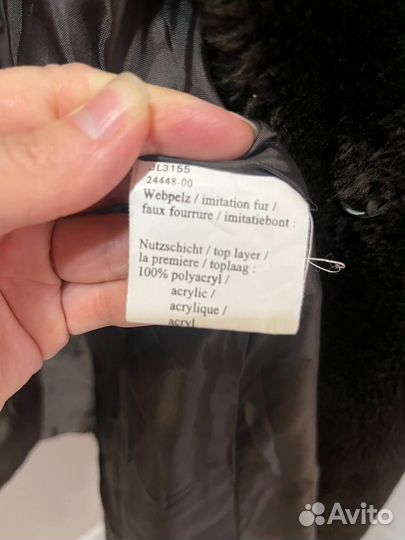 JL3155
24448-00
Webpelz / imitation fur /
faux fourrure / imitatiebont :
Nutzschicht / top layer /
la premiere / toplaag :
100% polyacryl /
acrylic /
acrylique /
acryl
Avito